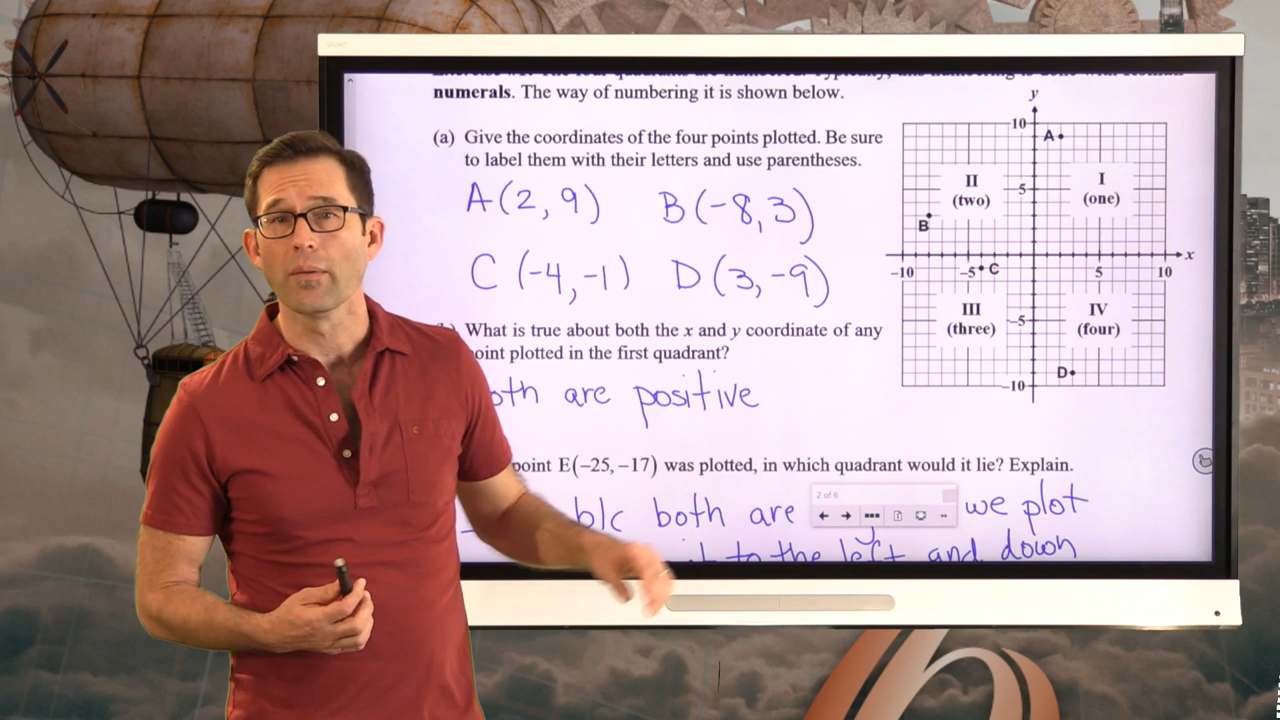 numerals. The way of numbering it is shown below.
(a) Give the coordinates of the four points plotted. Be sure
to label them with their letters and use parentheses.
A(2, 9) B(-8, 3)
C(-4, -1) D(3, -9)
What is true about both the x and y coordinate of any
point plotted in the first quadrant?
both are positive
point E(−25, −17) was plotted, in which quadrant would it lie? Explain.
b/c both are we plot
to the left and down
2 of 6
y
10
A
II
(two)
I
(one)
5
B
-10
-5
C
5
10
x
III
(three)
-5
IV
(four)
D
-10